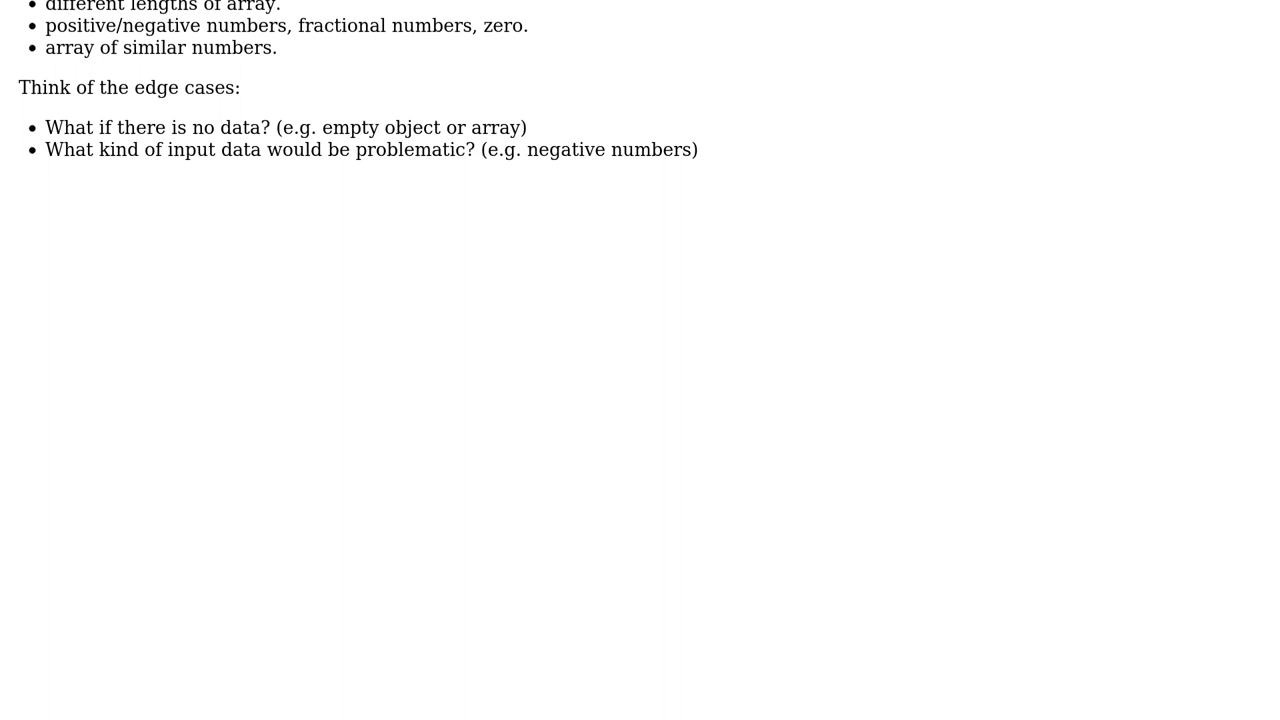 different lengths of array.
positive/negative numbers, fractional numbers, zero.
array of similar numbers.
Think of the edge cases:
What if there is no data? (e.g. empty object or array)
What kind of input data would be problematic? (e.g. negative numbers)